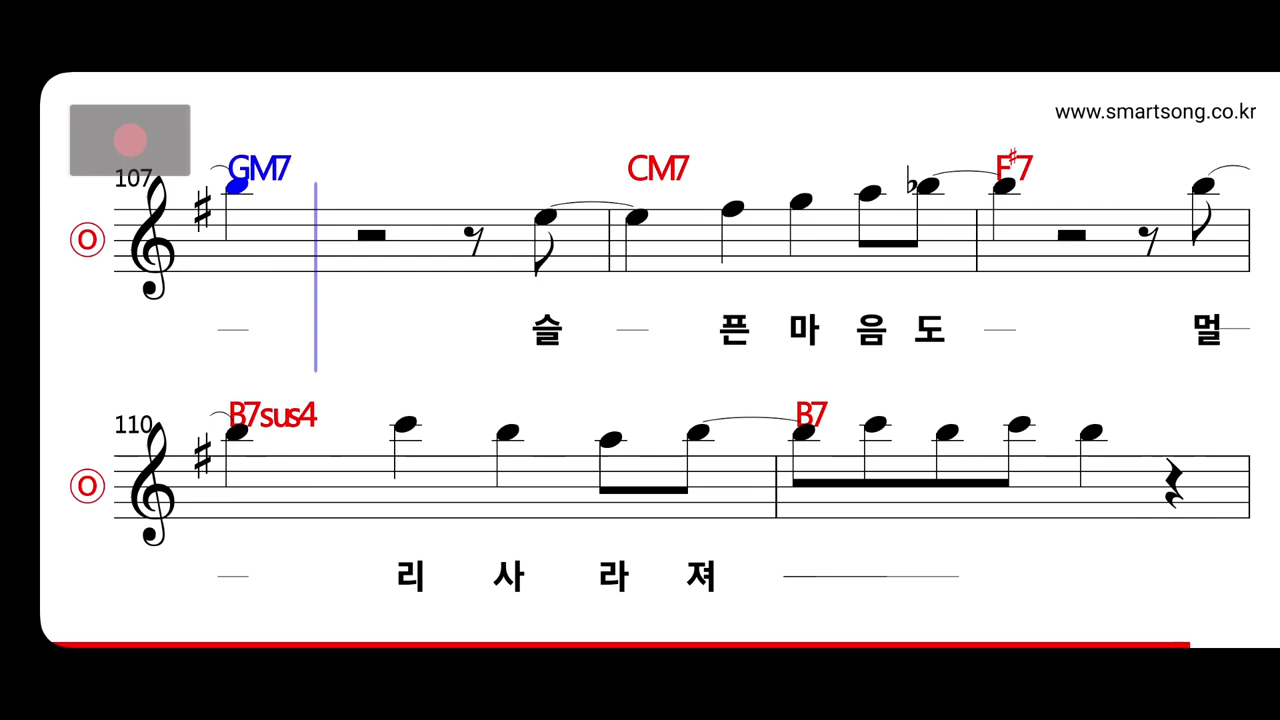 www.smartsong.co.kr
107 GM7 CM7 F♯7
O
슬 픈 마 음 도 멀
110 B7sus4 B7
O
리 사 라 져